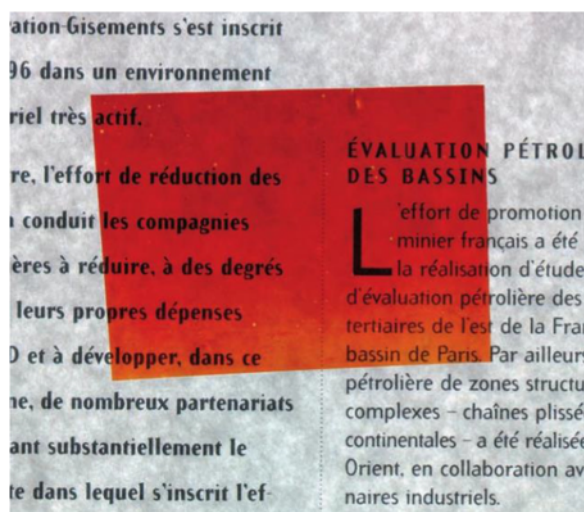 ation-Gisements s'est inscrit
96 dans un environnement
riel très actif.
re, l'effort de réduction des
conduit les compagnies
ères à réduire, à des degrés
leurs propres dépenses
D et à développer, dans ce
ne, de nombreux partenariats
ant substantiellement le
te dans lequel s'inscrit l'ef-
ÉVALUATION PÉTROL
DES BASSINS
L'effort de promotion
minier français a été
la réalisation d'étude
d'évaluation pétrolière des
tertiaires de l'est de la Fran
bassin de Paris. Par ailleurs
pétrolière de zones structu
complexes – chaînes plissé
continentales – a été réalisée
Orient, en collaboration av
naires industriels.